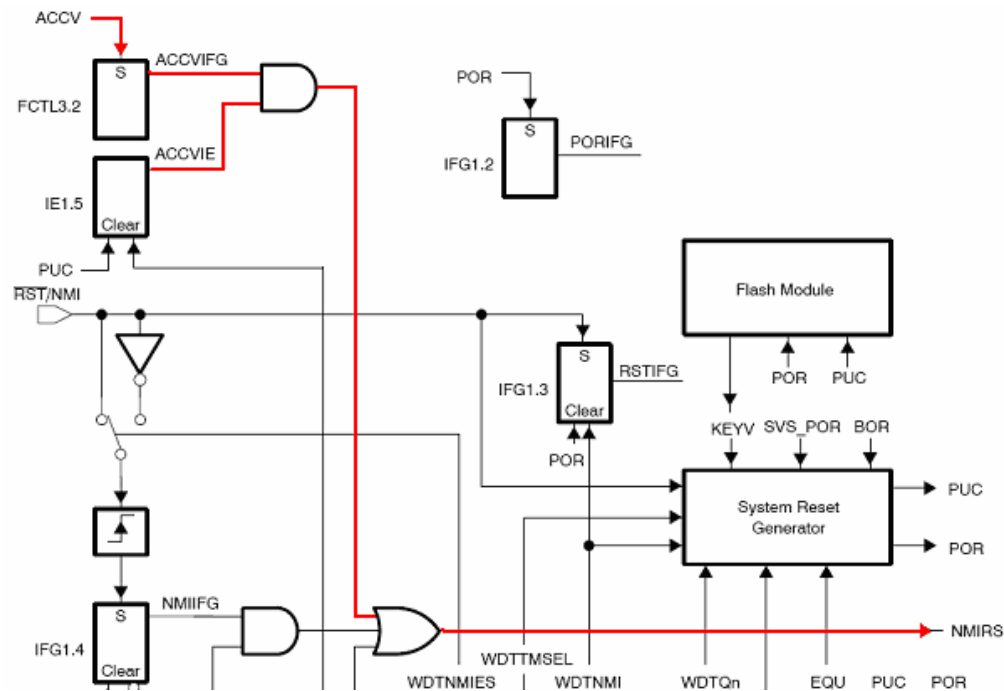 ACCV
S
ACCVIFG
FCTL3.2
ACCVIE
IE1.5
Clear
PUC
POR
S
PORIFG
IFG1.2
RST/NMI
Flash Module
POR
PUC
S
RSTIFG
IFG1.3
Clear
POR
KEYV
SVS_POR
BOR
System Reset
Generator
PUC
POR
S
NMIIFG
IFG1.4
Clear
NMIRS
WDTTMSEL
WDTNMIES
WDTNMI
WDTQn
EQU
PUC
POR